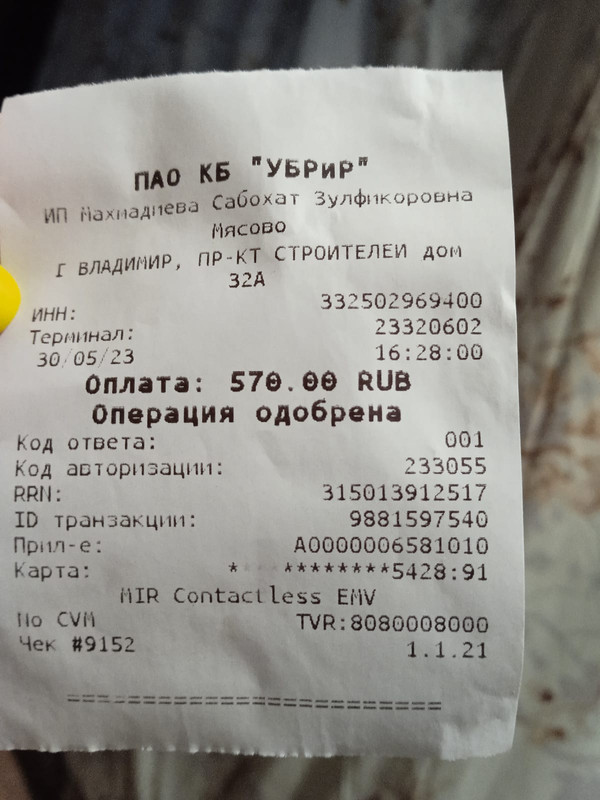 ПАО КБ "УБРиР"
ИП Махмадиева Сабохат Зулфикоровна
Мясово
Г ВЛАДИМИР, ПР-КТ СТРОИТЕЛЕЙ дом
32А
ИНН: 332502969400
Терминал: 23320602
30/05/23 16:28:00
Оплата: 570.00 RUB
Операция одобрена
Код ответа: 001
Код авторизации: 233055
RRN: 315013912517
ID транзакции: 9881597540
Прил-е: A0000006581010
Карта: * *********5428:91
MIR Contactless EMV
No CVM TVR:8080008000
Чек #9152 1.1.21
========================